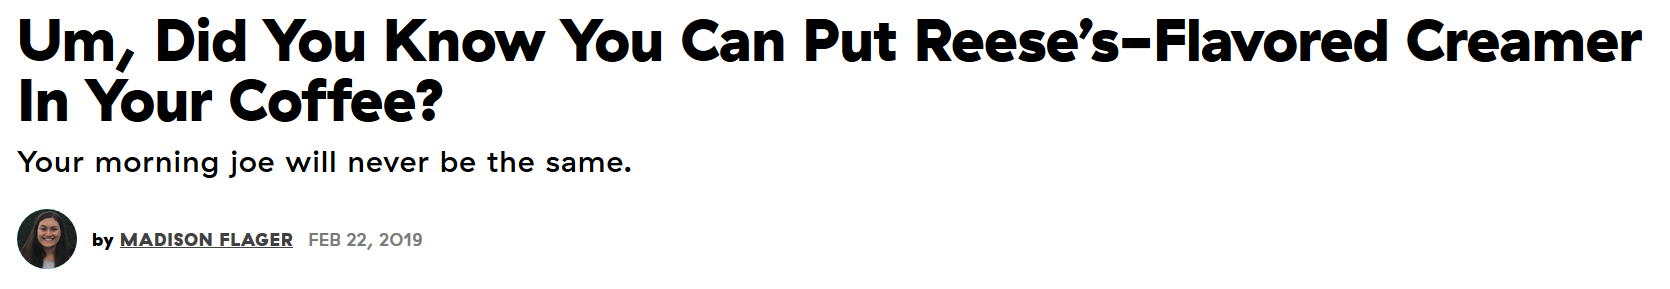 Um, Did You Know You Can Put Reese’s-Flavored Creamer
In Your Coffee?
Your morning joe will never be the same.
by MADISON FLAGER FEB 22, 2019